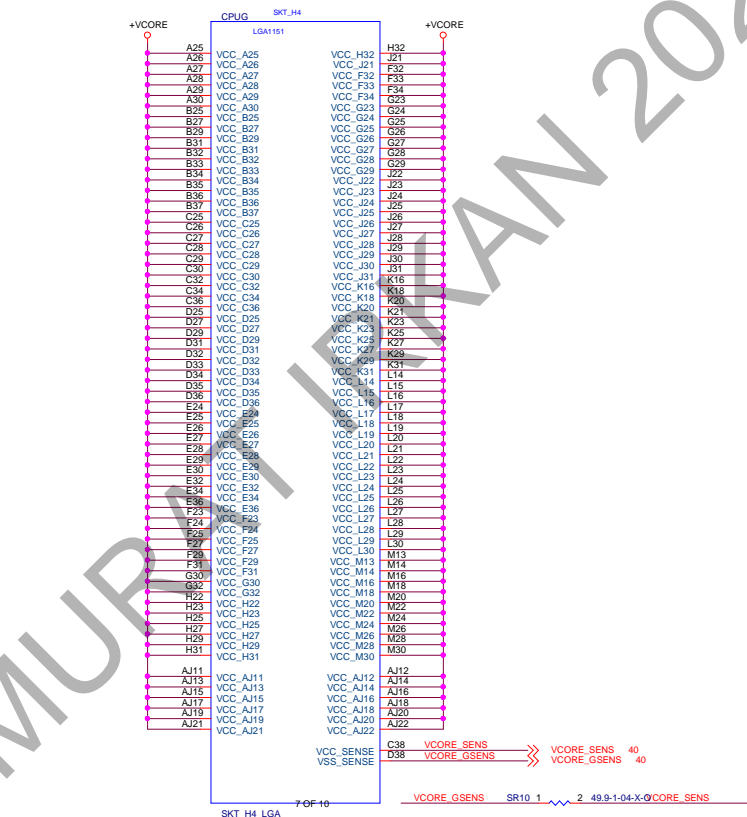 SKT_H4
CPUG
+VCORE +VCORE
LGA1151
A25 VCC_A25 VCC_H32 H32
A26 VCC_A26 VCC_J21 J21
A27 VCC_A27 VCC_F32 F32
A28 VCC_A28 VCC_F33 F33
A29 VCC_A29 VCC_F34 F34
A30 VCC_A30 VCC_G23 G23
B25 VCC_B25 VCC_G24 G24
B27 VCC_B27 VCC_G25 G25
B29 VCC_B29 VCC_G26 G26
B31 VCC_B31 VCC_G27 G27
B32 VCC_B32 VCC_G28 G28
B33 VCC_B33 VCC_G29 G29
B34 VCC_B34 VCC_J22 J22
B35 VCC_B35 VCC_J23 J23
B36 VCC_B36 VCC_J24 J24
B37 VCC_B37 VCC_J25 J25
C25 VCC_C25 VCC_J26 J26
C26 VCC_C26 VCC_J27 J27
C27 VCC_C27 VCC_J28 J28
C28 VCC_C28 VCC_J29 J29
C29 VCC_C29 VCC_J30 J30
C30 VCC_C30 VCC_J31 J31
C32 VCC_C32 VCC_K16 K16
C34 VCC_C34 VCC_K18 K18
C36 VCC_C36 VCC_K20 K20
D25 VCC_D25 VCC_K21 K21
D27 VCC_D27 VCC_K23 K23
D29 VCC_D29 VCC_K25 K25
D31 VCC_D31 VCC_K27 K27
D32 VCC_D32 VCC_K29 K29
D33 VCC_D33 VCC_K31 K31
D34 VCC_D34 VCC_L14 L14
D35 VCC_D35 VCC_L15 L15
D36 VCC_D36 VCC_L16 L16
E24 VCC_E24 VCC_L17 L17
E25 VCC_E25 VCC_L18 L18
E26 VCC_E26 VCC_L19 L19
E27 VCC_E27 VCC_L20 L20
E28 VCC_E28 VCC_L21 L21
E29 VCC_E29 VCC_L22 L22
E30 VCC_E30 VCC_L23 L23
E32 VCC_E32 VCC_L24 L24
E34 VCC_E34 VCC_L25 L25
E36 VCC_E36 VCC_L26 L26
F23 VCC_F23 VCC_L27 L27
F24 VCC_F24 VCC_L28 L28
F25 VCC_F25 VCC_L29 L29
F27 VCC_F27 VCC_L30 L30
F29 VCC_F29 VCC_M13 M13
F31 VCC_F31 VCC_M14 M14
G30 VCC_G30 VCC_M16 M16
G32 VCC_G32 VCC_M18 M18
H22 VCC_H22 VCC_M20 M20
H23 VCC_H23 VCC_M22 M22
H25 VCC_H25 VCC_M24 M24
H27 VCC_H27 VCC_M26 M26
H29 VCC_H29 VCC_M28 M28
H31 VCC_H31 VCC_M30 M30
AJ11 VCC_AJ11 VCC_AJ12 AJ12
AJ13 VCC_AJ13 VCC_AJ14 AJ14
AJ15 VCC_AJ15 VCC_AJ16 AJ16
AJ17 VCC_AJ17 VCC_AJ18 AJ18
AJ19 VCC_AJ19 VCC_AJ20 AJ20
AJ21 VCC_AJ21 VCC_AJ22 AJ22
VCC_SENSE C38 VCORE_SENS VCORE_SENS 40
VSS_SENSE D38 VCORE_GSENS VCORE_GSENS 40
VCORE_GSENS SR10 1 2 49.9-1-04-X-O VCORE_SENS
7 OF 10
SKT_H4_LGA
MURAT IRKAN